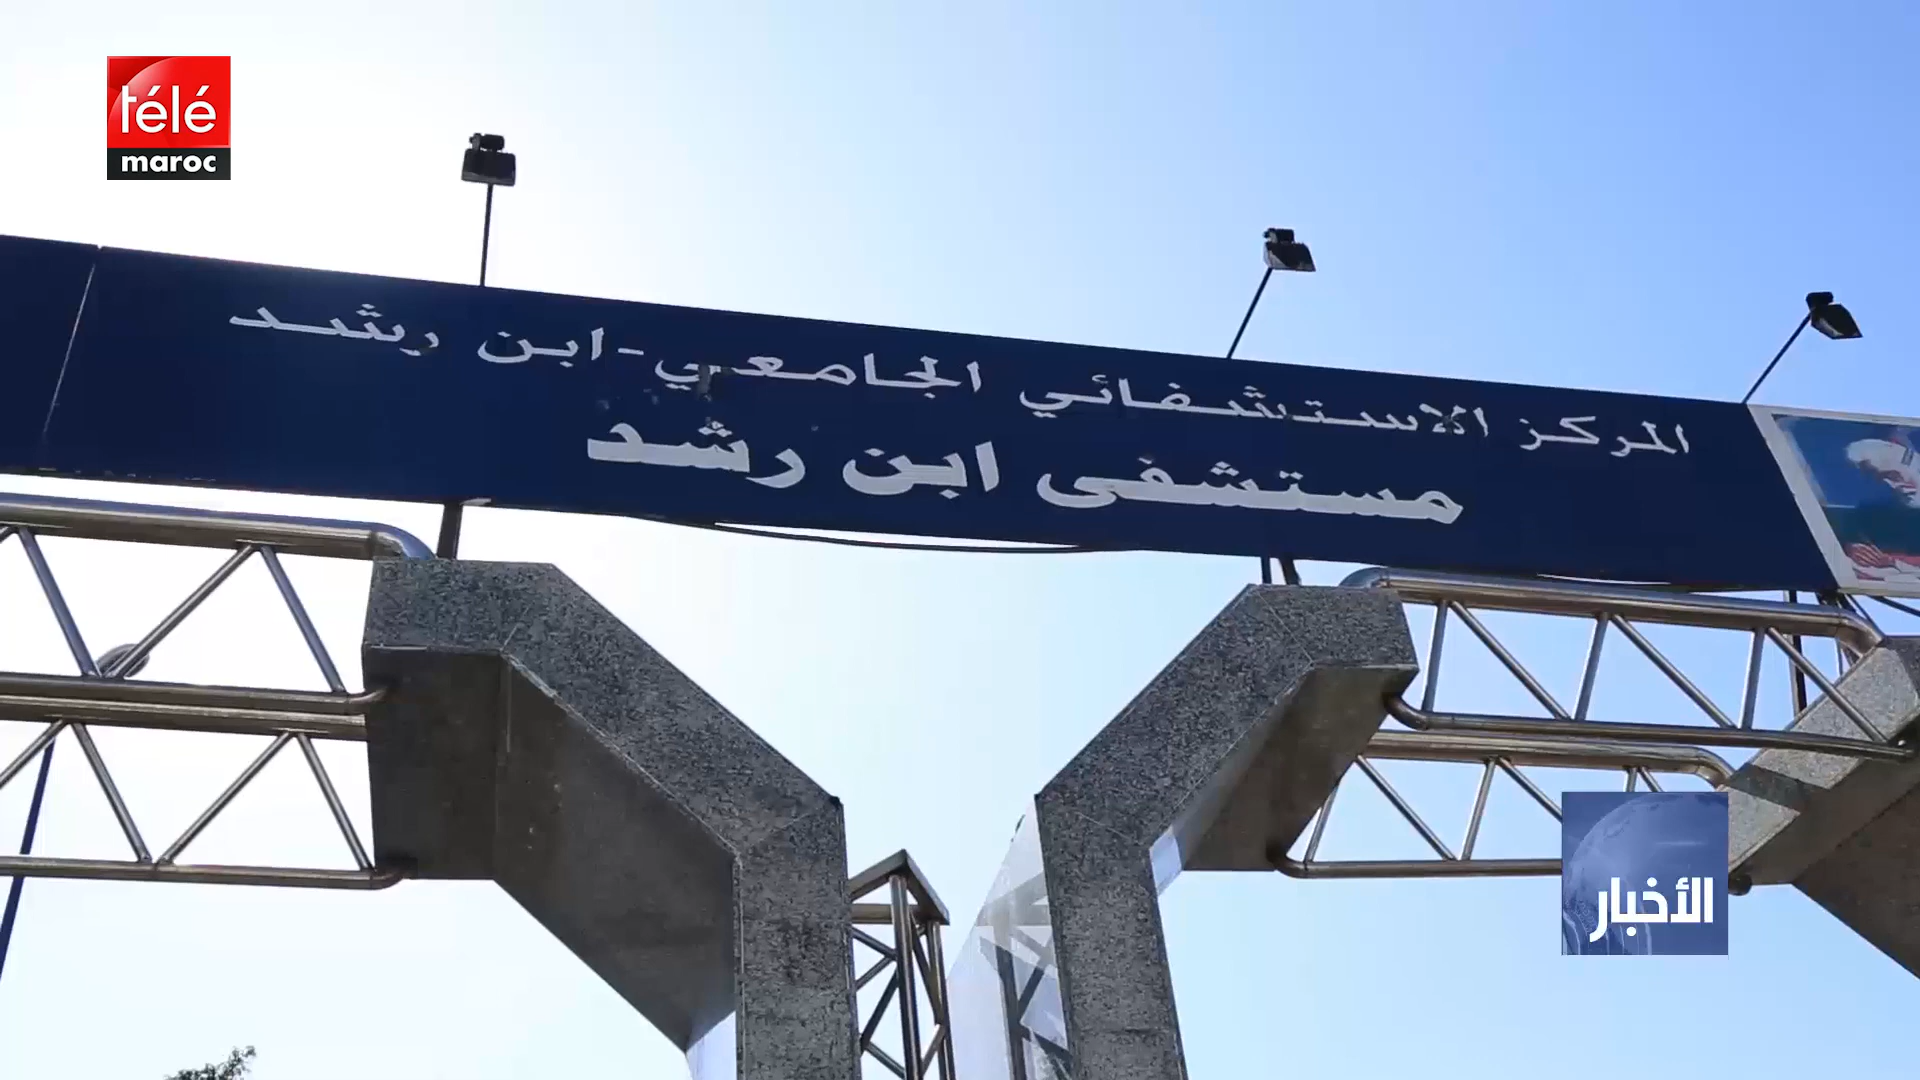 télé
maroc
المركز الاستشفائي الجامعي-ابن رشد
مستشفى ابن رشد
الأخبار